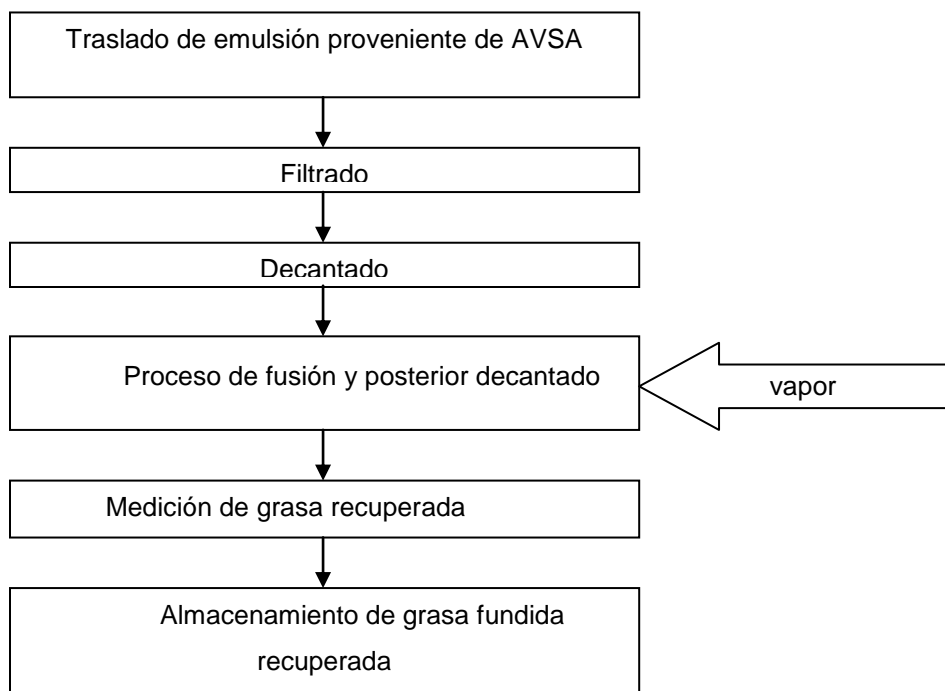 Traslado de emulsión proveniente de AVSA
Filtrado
Decantado
Proceso de fusión y posterior decantado
vapor
Medición de grasa recuperada
Almacenamiento de grasa fundida
recuperada